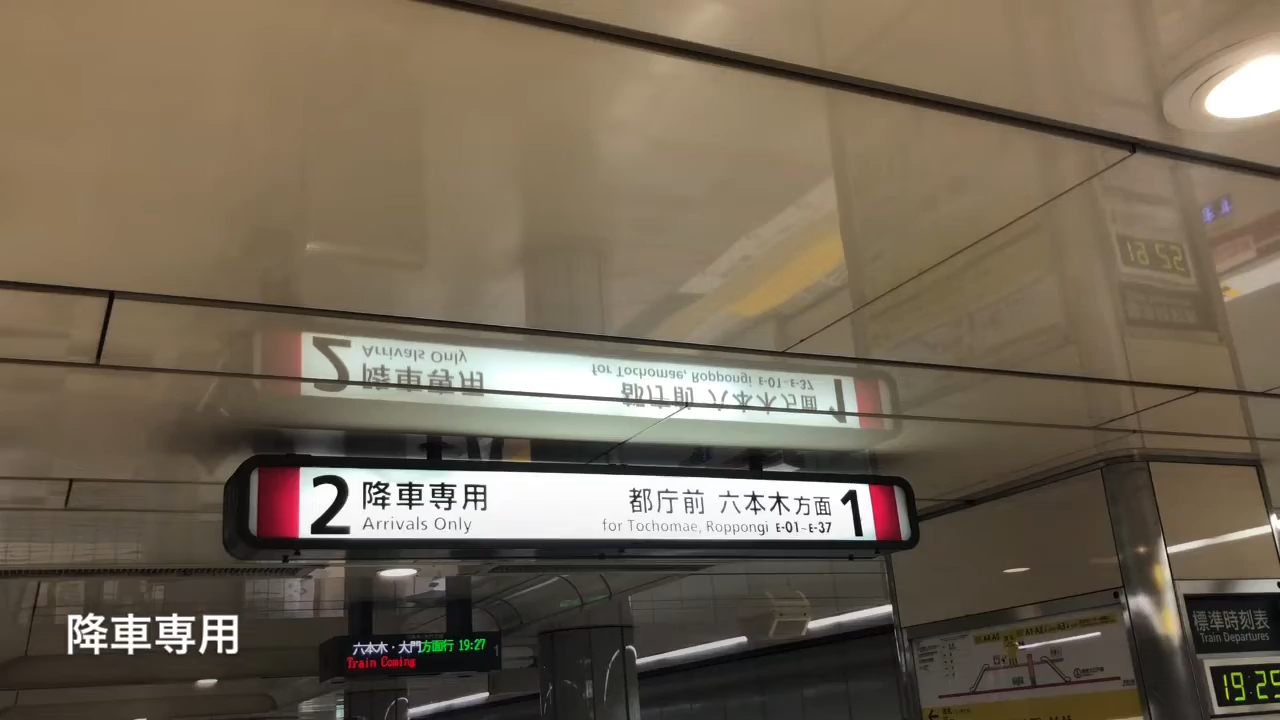 2 降車専用
Arrivals Only
都庁前 六本木方面 1
for Tochomae, Roppongi E-01~E-37
降車専用
六本木・大門方面行 19:27
Train Coming
標準時刻表
Train Departures
19:25